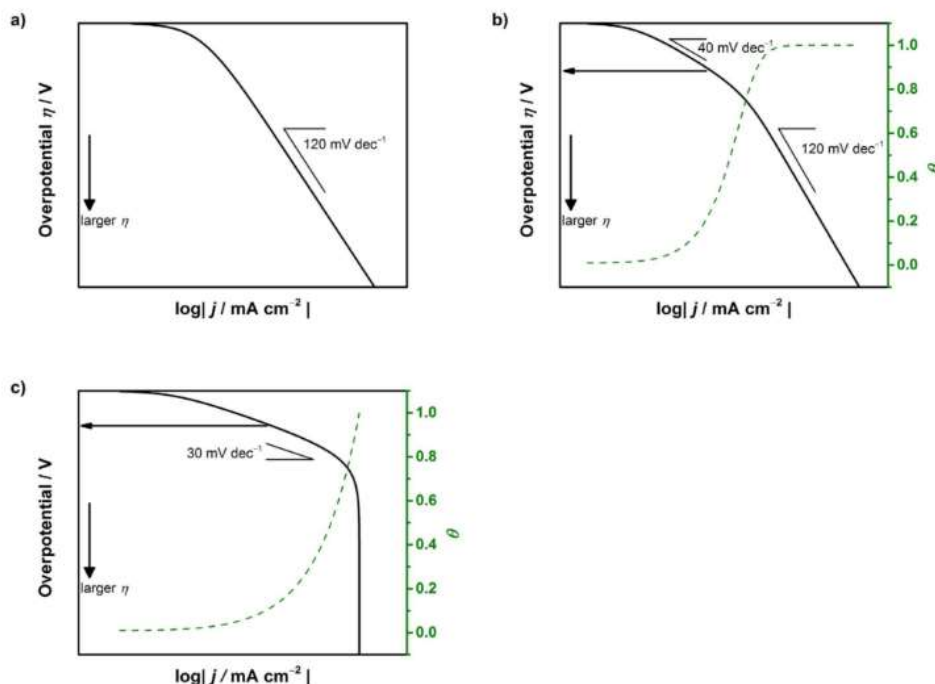 a)
Overpotential η / V
larger η
120 mV dec⁻¹
log| j / mA cm⁻² |
b)
Overpotential η / V
larger η
40 mV dec⁻¹
120 mV dec⁻¹
1.0
0.8
0.6
0.4
0.2
0.0
θ
log| j / mA cm⁻² |
c)
Overpotential / V
30 mV dec⁻¹
larger η
1.0
0.8
0.6
0.4
0.2
0.0
θ
log| j / mA cm⁻² |